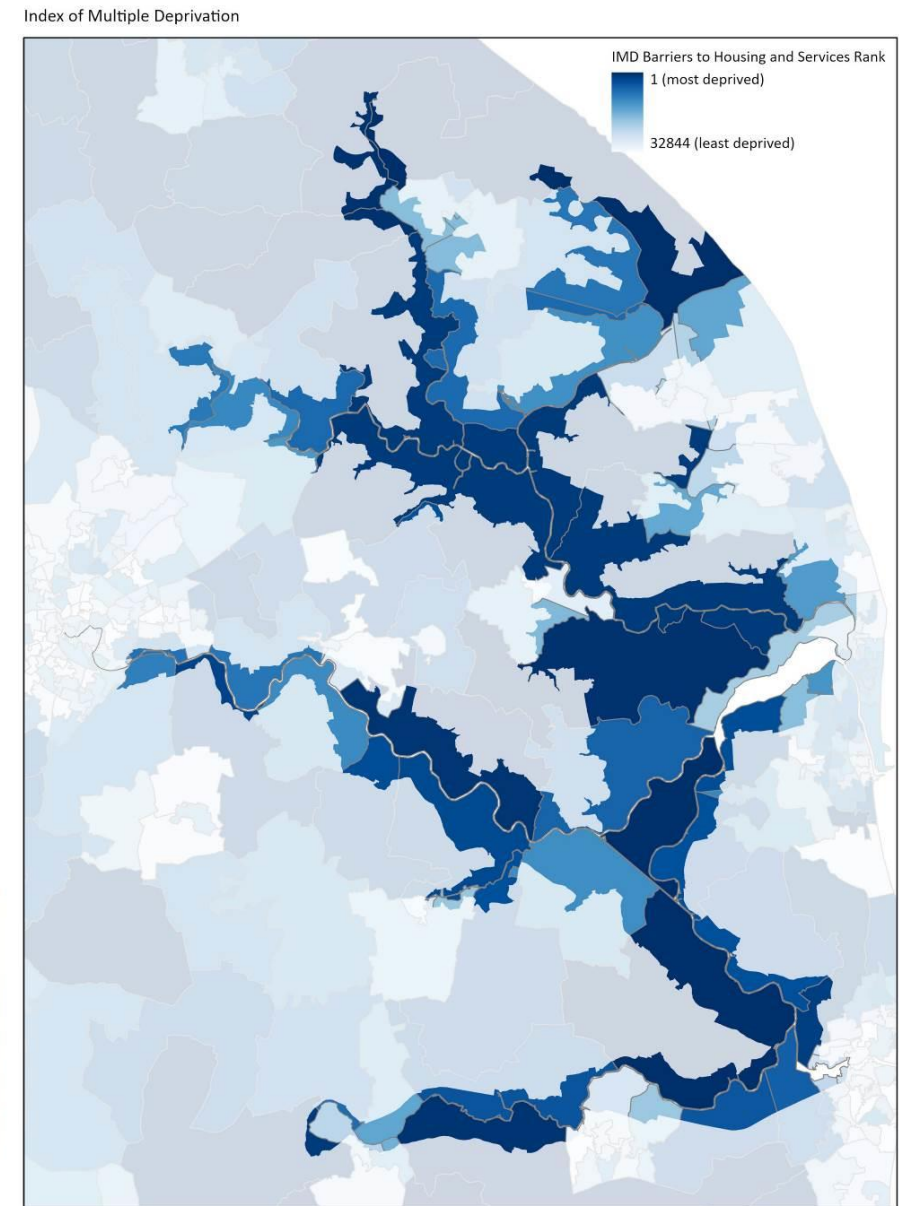 Index of Multiple Deprivation
IMD Barriers to Housing and Services Rank
1 (most deprived)
32844 (least deprived)